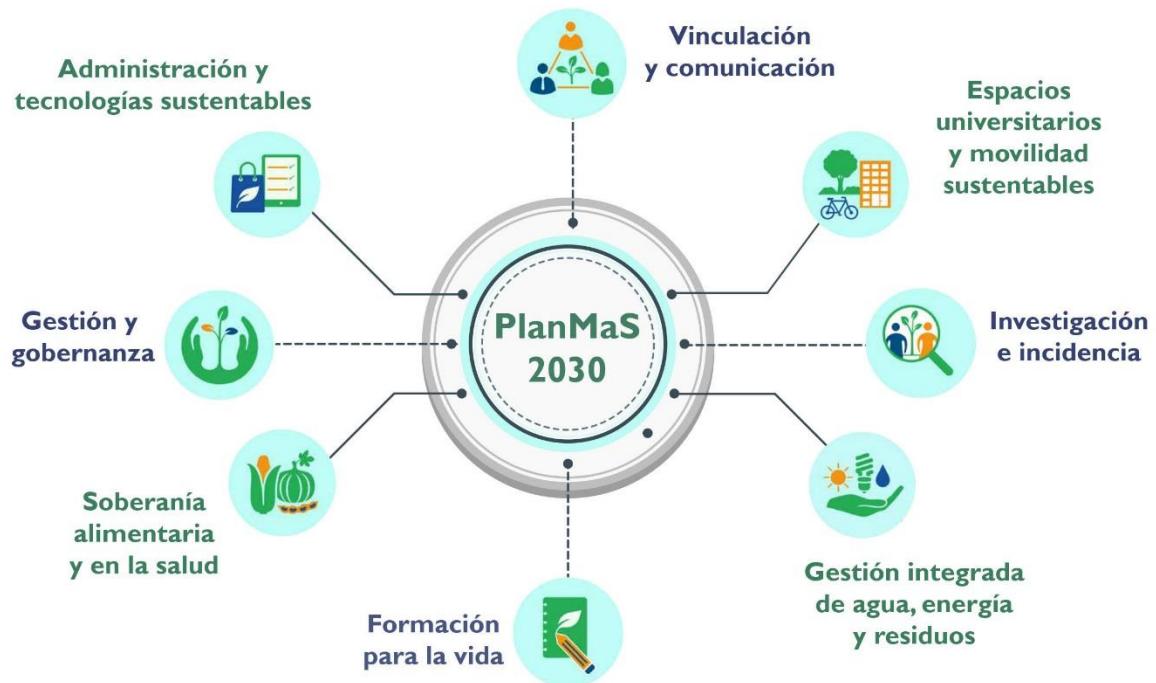 Vinculación
y comunicación
Administración y
tecnologías sustentables
Espacios
universitarios
y movilidad
sustentables
Gestión y
gobernanza
PlanMaS
2030
Investigación
e incidencia
Soberanía
alimentaria
y en la salud
Gestión integrada
de agua, energía
y residuos
Formación
para la vida